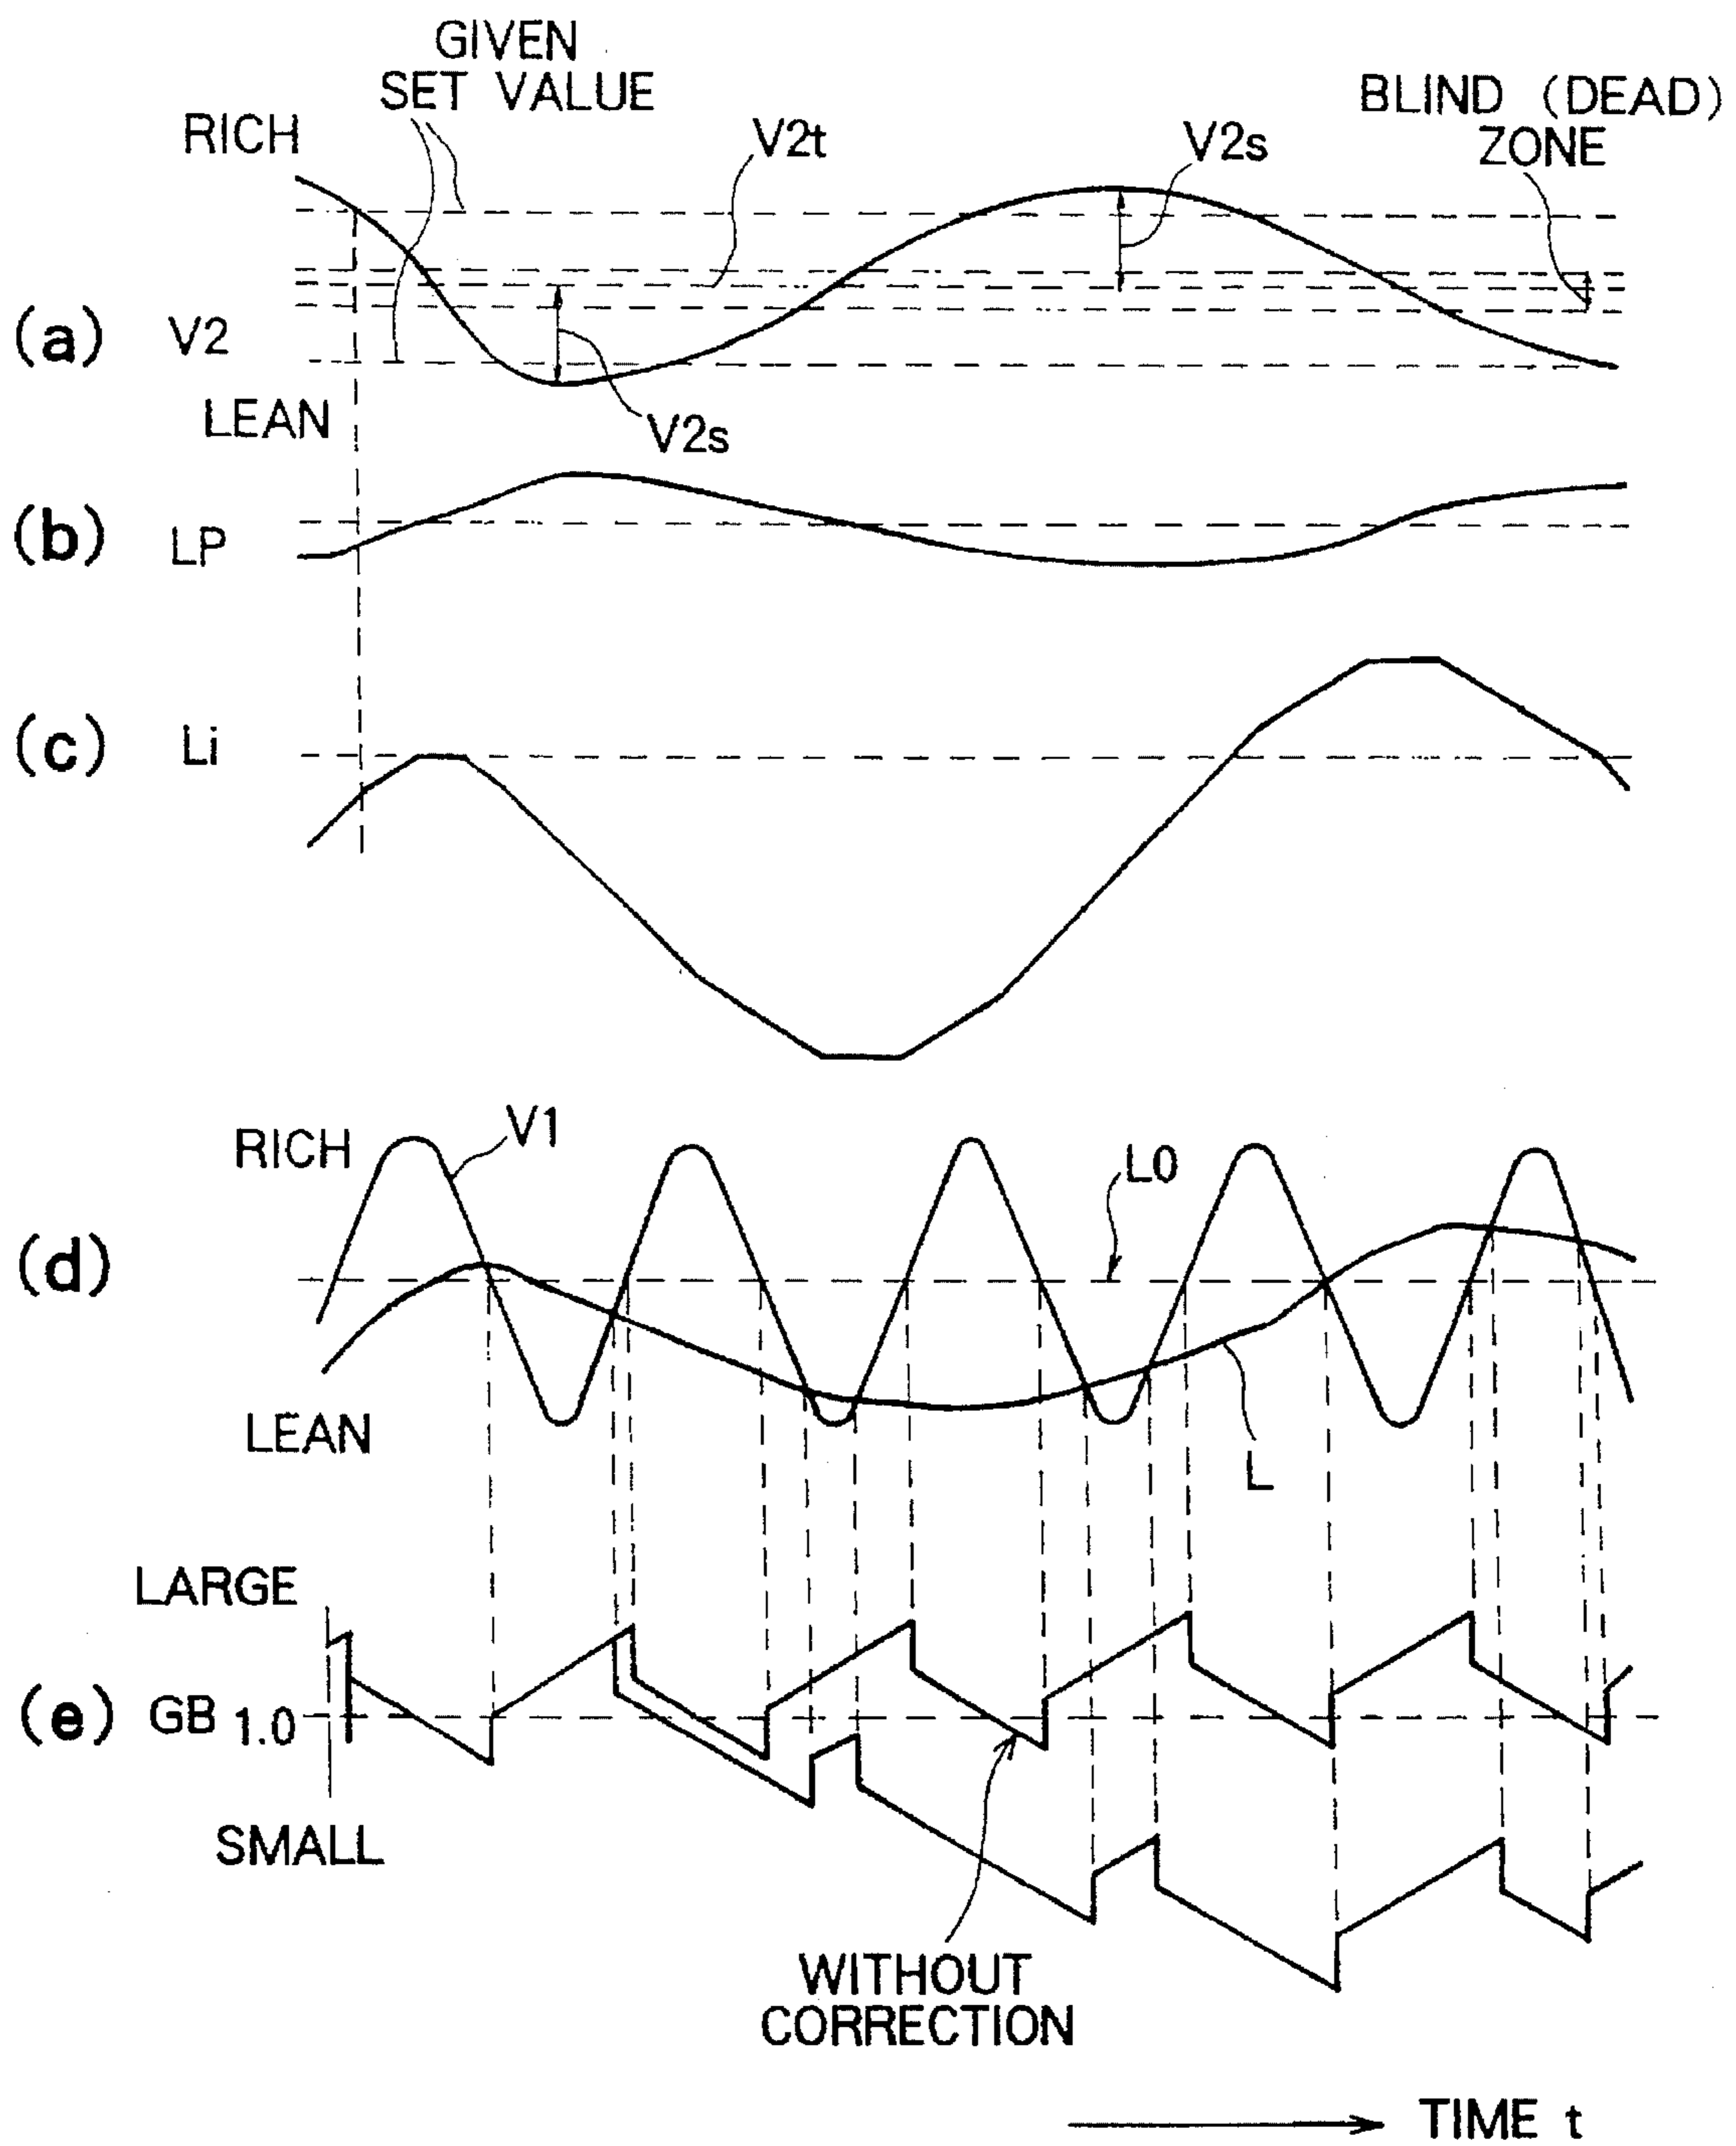 GIVEN
SET VALUE
RICH
V2t
V2s
BLIND (DEAD)
ZONE
(a) V2
LEAN
V2s
(b) LP
(c) Li
RICH
V1
L0
(d)
LEAN
L
LARGE
(e) GB 1.0
SMALL
WITHOUT
CORRECTION
TIME t